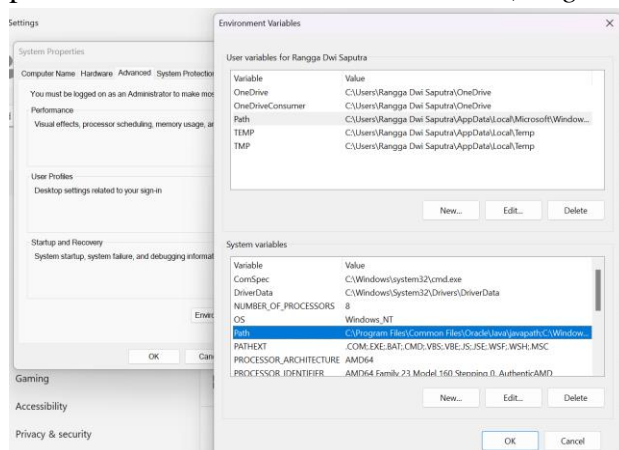 Settings
System Properties
Computer Name Hardware Advanced System Protection
You must be logged on as an Administrator to make mos
Performance
Visual effects, processor scheduling, memory usage, an
User Profiles
Desktop settings related to your sign-in
Startup and Recovery
System startup, system failure, and debugging informat
Enviro
OK Can
Gaming
Accessibility
Privacy & security
Environment Variables
User variables for Rangga Dwi Saputra
Variable Value
OneDrive C:\Users\Rangga Dwi Saputra\OneDrive
OneDriveConsumer C:\Users\Rangga Dwi Saputra\OneDrive
Path C:\Users\Rangga Dwi Saputra\AppData\Local\Microsoft\Window...
TEMP C:\Users\Rangga Dwi Saputra\AppData\Local\Temp
TMP C:\Users\Rangga Dwi Saputra\AppData\Local\Temp
New... Edit... Delete
System variables
Variable Value
ComSpec C:\Windows\system32\cmd.exe
DriverData C:\Windows\System32\Drivers\DriverData
NUMBER_OF_PROCESSORS 8
OS Windows_NT
Path C:\Program Files\Common Files\Oracle\Java\javapath;C:\Window...
PATHEXT .COM;.EXE;.BAT;.CMD;.VBS;.VBE;.JS;.JSE;.WSF;.WSH;.MSC
PROCESSOR_ARCHITECTURE AMD64
PROCESSOR_IDENTIFIER AMD64 Family 23 Model 160 Stepping 0, AuthenticAMD
New... Edit... Delete
OK Cancel